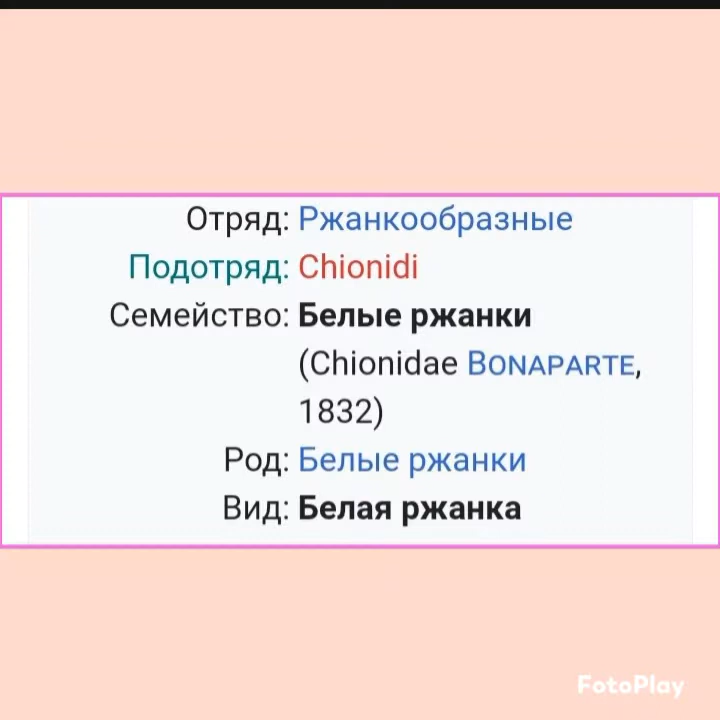 Отряд: Ржанкообразные
Подотряд: Chionidi
Семейство: Белые ржанки
(Chionidae BONAPARTE,
1832)
Род: Белые ржанки
Вид: Белая ржанка
FotoPlay